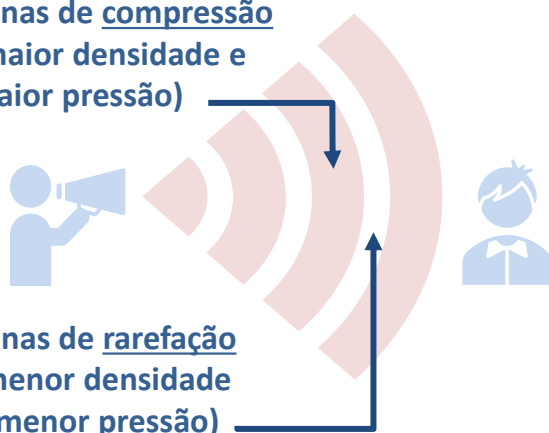 nas de compressão
maior densidade e
aior pressão)
nas de rarefação
menor densidade
menor pressão)